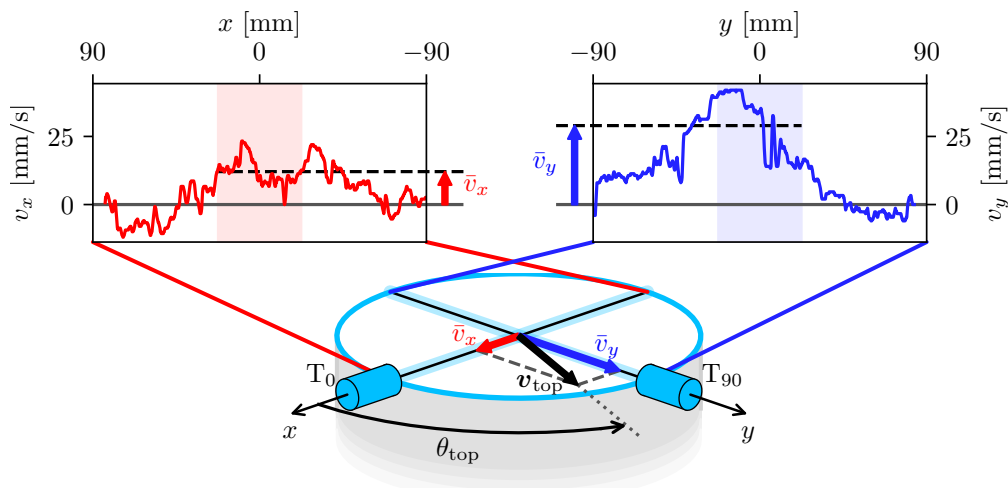 x [mm]
90 0 −90
v_x [mm/s]
25
0
v̄_x
y [mm]
−90 0 90
v̄_y
25
0
v_y [mm/s]
v̄_x
v̄_y
T_0
v_top
T_90
x
θ_top
y